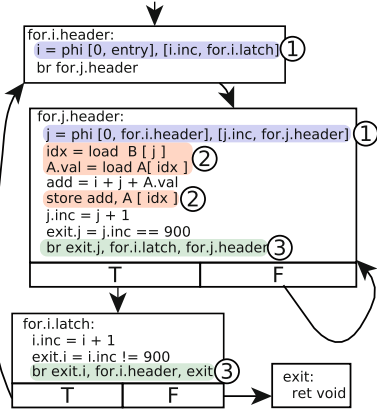 for.i.header:
i = phi [0, entry], [i.inc, for.i.latch] 1
br for.j.header
for.j.header:
j = phi [0, for.i.header], [j.inc, for.j.header] 1
idx = load B [ j ]
A.val = load A[ idx ] 2
add = i + j + A.val
store add, A [ idx ] 2
j.inc = j + 1
exit.j = j.inc == 900
br exit.j, for.i.latch, for.j.header 3
T F
for.i.latch:
i.inc = i + 1
exit.i = i.inc != 900
br exit.i, for.i.header, exit 3
T F
exit:
ret void